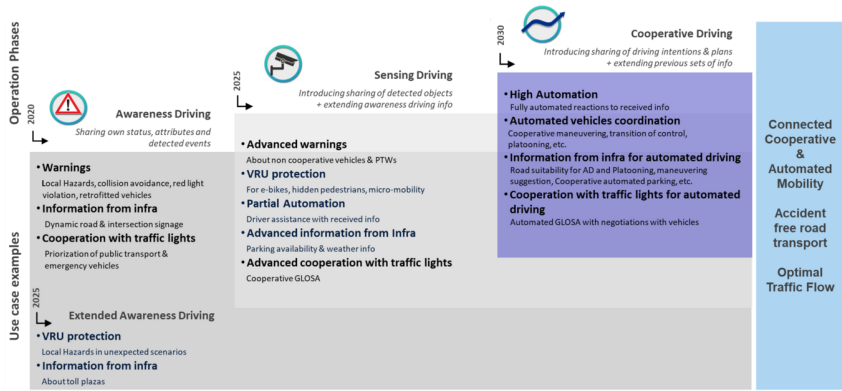 Operation Phases
Use case examples
2020
Awareness Driving
Sharing own status, attributes and
detected events
• Warnings
Local Hazards, collision avoidance, red light
violation, retrofitted vehicles
• Information from infra
Dynamic road & intersection signage
• Cooperation with traffic lights
Priorization of public transport &
emergency vehicles
2025
Extended Awareness Driving
• VRU protection
Local Hazards in unexpected scenarios
• Information from infra
About toll plazas
2025
Sensing Driving
Introducing sharing of detected objects
+ extending awareness driving info
• Advanced warnings
About non cooperative vehicles & PTWs
• VRU protection
For e-bikes, hidden pedestrians, micro-mobility
• Partial Automation
Driver assistance with received info
• Advanced information from Infra
Parking availability & weather info
• Advanced cooperation with traffic lights
Cooperative GLOSA
2030
Cooperative Driving
Introducing sharing of driving intentions & plans
+ extending previous sets of info
• High Automation
Fully automated reactions to received info
• Automated vehicles coordination
Cooperative maneuvering, transition of control,
platooning, etc.
• Information from infra for automated driving
Road suitability for AD and Platooning, maneuvering
suggestion, Cooperative automated parking, etc.
• Cooperation with traffic lights for automated
driving
Automated GLOSA with negotiations with vehicles
Connected
Cooperative
&
Automated
Mobility
Accident
free road
transport
Optimal
Traffic Flow